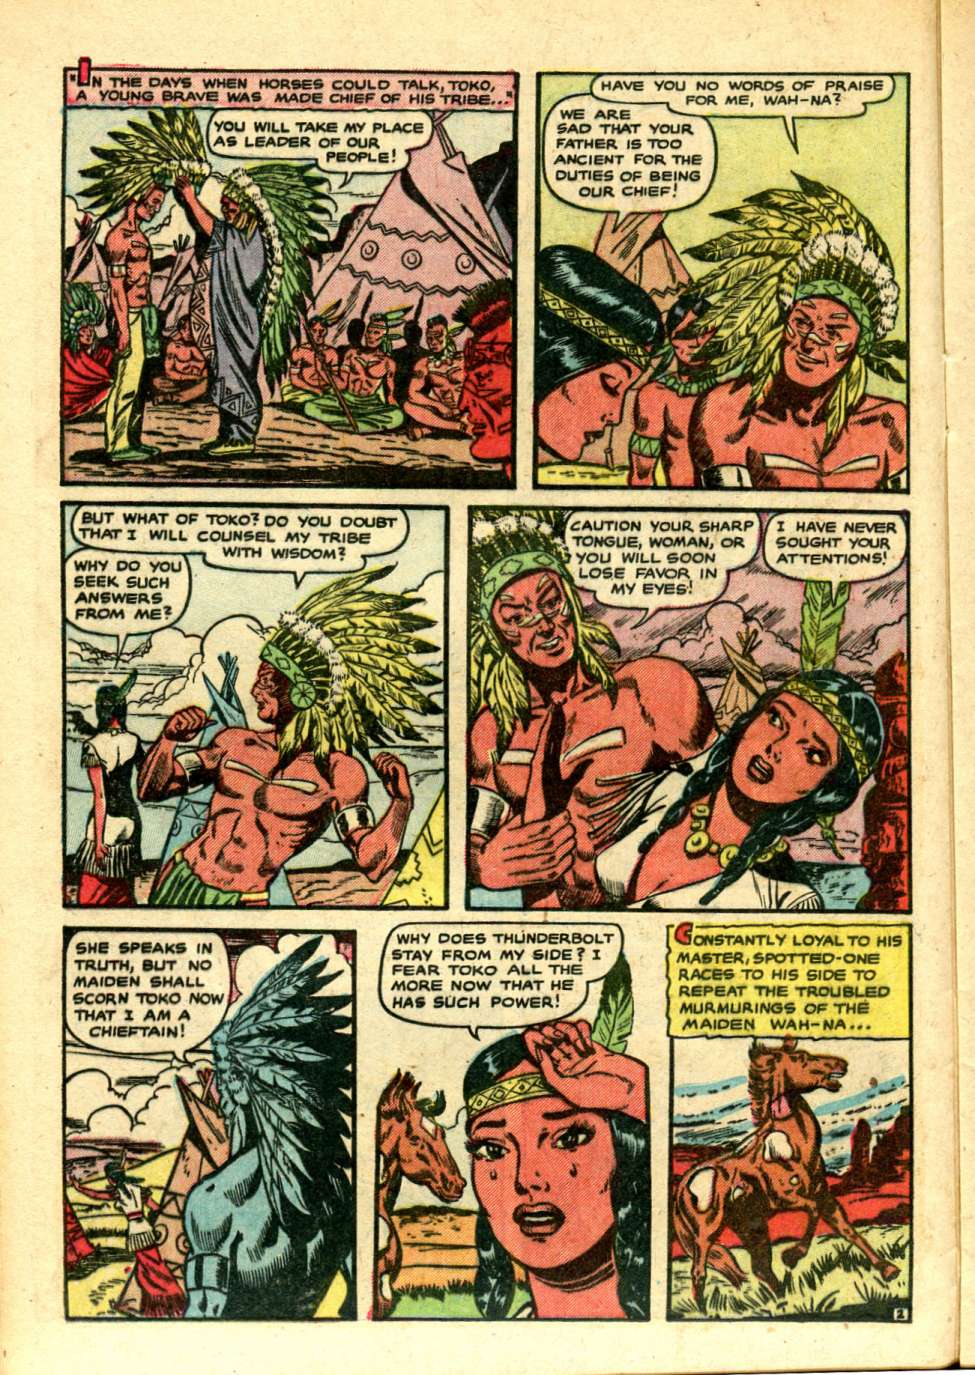 "IN THE DAYS WHEN HORSES COULD TALK, TOKO,
A YOUNG BRAVE WAS MADE CHIEF OF HIS TRIBE..."
YOU WILL TAKE MY PLACE
AS LEADER OF OUR
PEOPLE!
HAVE YOU NO WORDS OF PRAISE
FOR ME, WAH-NA?
WE ARE
SAD THAT YOUR
FATHER IS TOO
ANCIENT FOR THE
DUTIES OF BEING
OUR CHIEF!
BUT WHAT OF TOKO? DO YOU DOUBT
THAT I WILL COUNSEL MY TRIBE
WITH WISDOM?
WHY DO YOU
SEEK SUCH
ANSWERS
FROM ME?
CAUTION YOUR SHARP
TONGUE, WOMAN, OR
YOU WILL SOON
LOSE FAVOR IN
MY EYES!
I HAVE NEVER
SOUGHT YOUR
ATTENTIONS!
SHE SPEAKS IN
TRUTH, BUT NO
MAIDEN SHALL
SCORN TOKO NOW
THAT I AM A
CHIEFTAIN!
WHY DOES THUNDERBOLT
STAY FROM MY SIDE? I
FEAR TOKO ALL THE
MORE NOW THAT HE
HAS SUCH POWER!
CONSTANTLY LOYAL TO HIS
MASTER, SPOTTED-ONE
RACES TO HIS SIDE TO
REPEAT THE TROUBLED
MURMURINGS OF THE
MAIDEN WAH-NA...
2